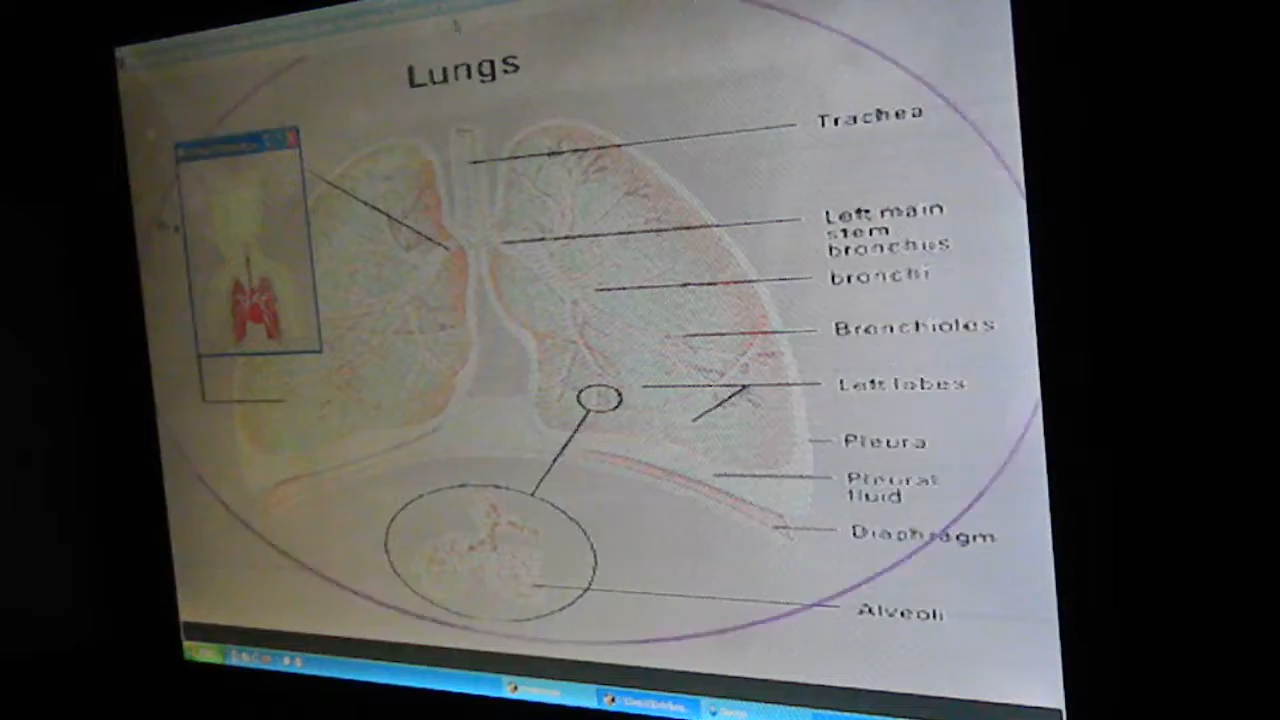 Lungs
Trachea
Left main
stem
bronchus
bronchi
Bronchioles
Left lobes
Pleura
Pleural
fluid
Diaphragm
Alveoli